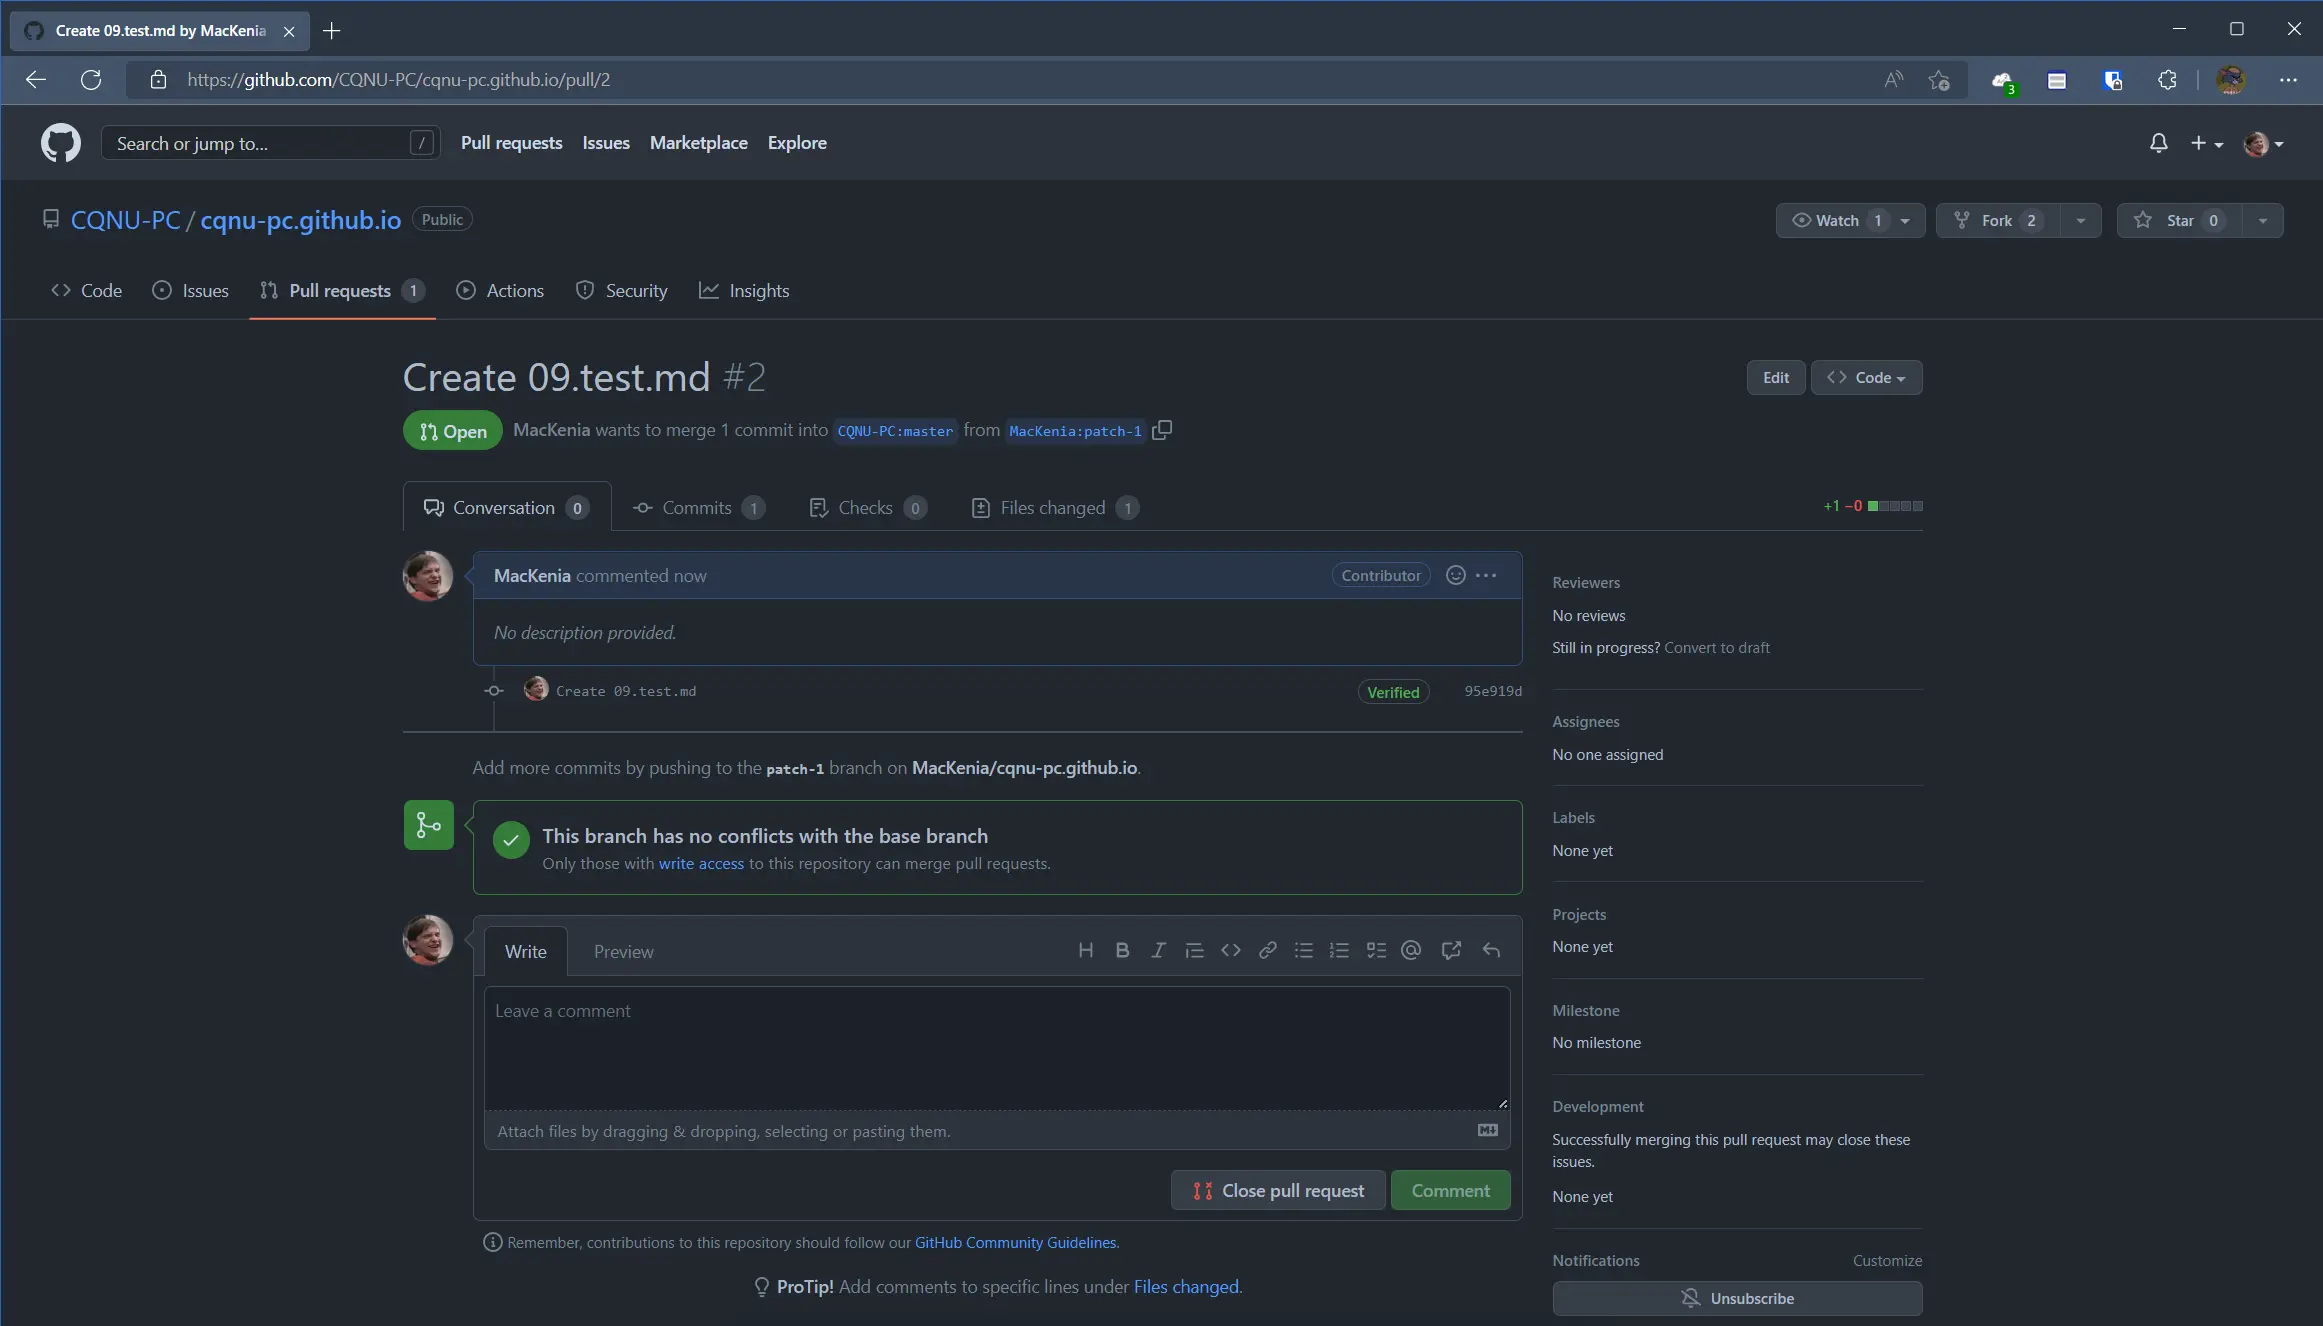 Create 09.test.md by MacKenia
https://github.com/CQNU-PC/cqnu-pc.github.io/pull/2
3
Search or jump to... /
Pull requests Issues Marketplace Explore
CQNU-PC / cqnu-pc.github.io Public
Watch 1 Fork 2 Star 0
Code Issues Pull requests 1 Actions Security Insights
Create 09.test.md #2
Edit Code
Open MacKenia wants to merge 1 commit into CQNU-PC:master from MacKenia:patch-1
Conversation 0 Commits 1 Checks 0 Files changed 1
+1 −0
MacKenia commented now
Contributor
No description provided.
Create 09.test.md Verified 95e919d
Add more commits by pushing to the patch-1 branch on MacKenia/cqnu-pc.github.io.
This branch has no conflicts with the base branch
Only those with write access to this repository can merge pull requests.
Write Preview
Leave a comment
Attach files by dragging & dropping, selecting or pasting them.
Close pull request Comment
Remember, contributions to this repository should follow our GitHub Community Guidelines.
ProTip! Add comments to specific lines under Files changed.
Reviewers
No reviews
Still in progress? Convert to draft
Assignees
No one assigned
Labels
None yet
Projects
None yet
Milestone
No milestone
Development
Successfully merging this pull request may close these
issues.
None yet
Notifications Customize
Unsubscribe